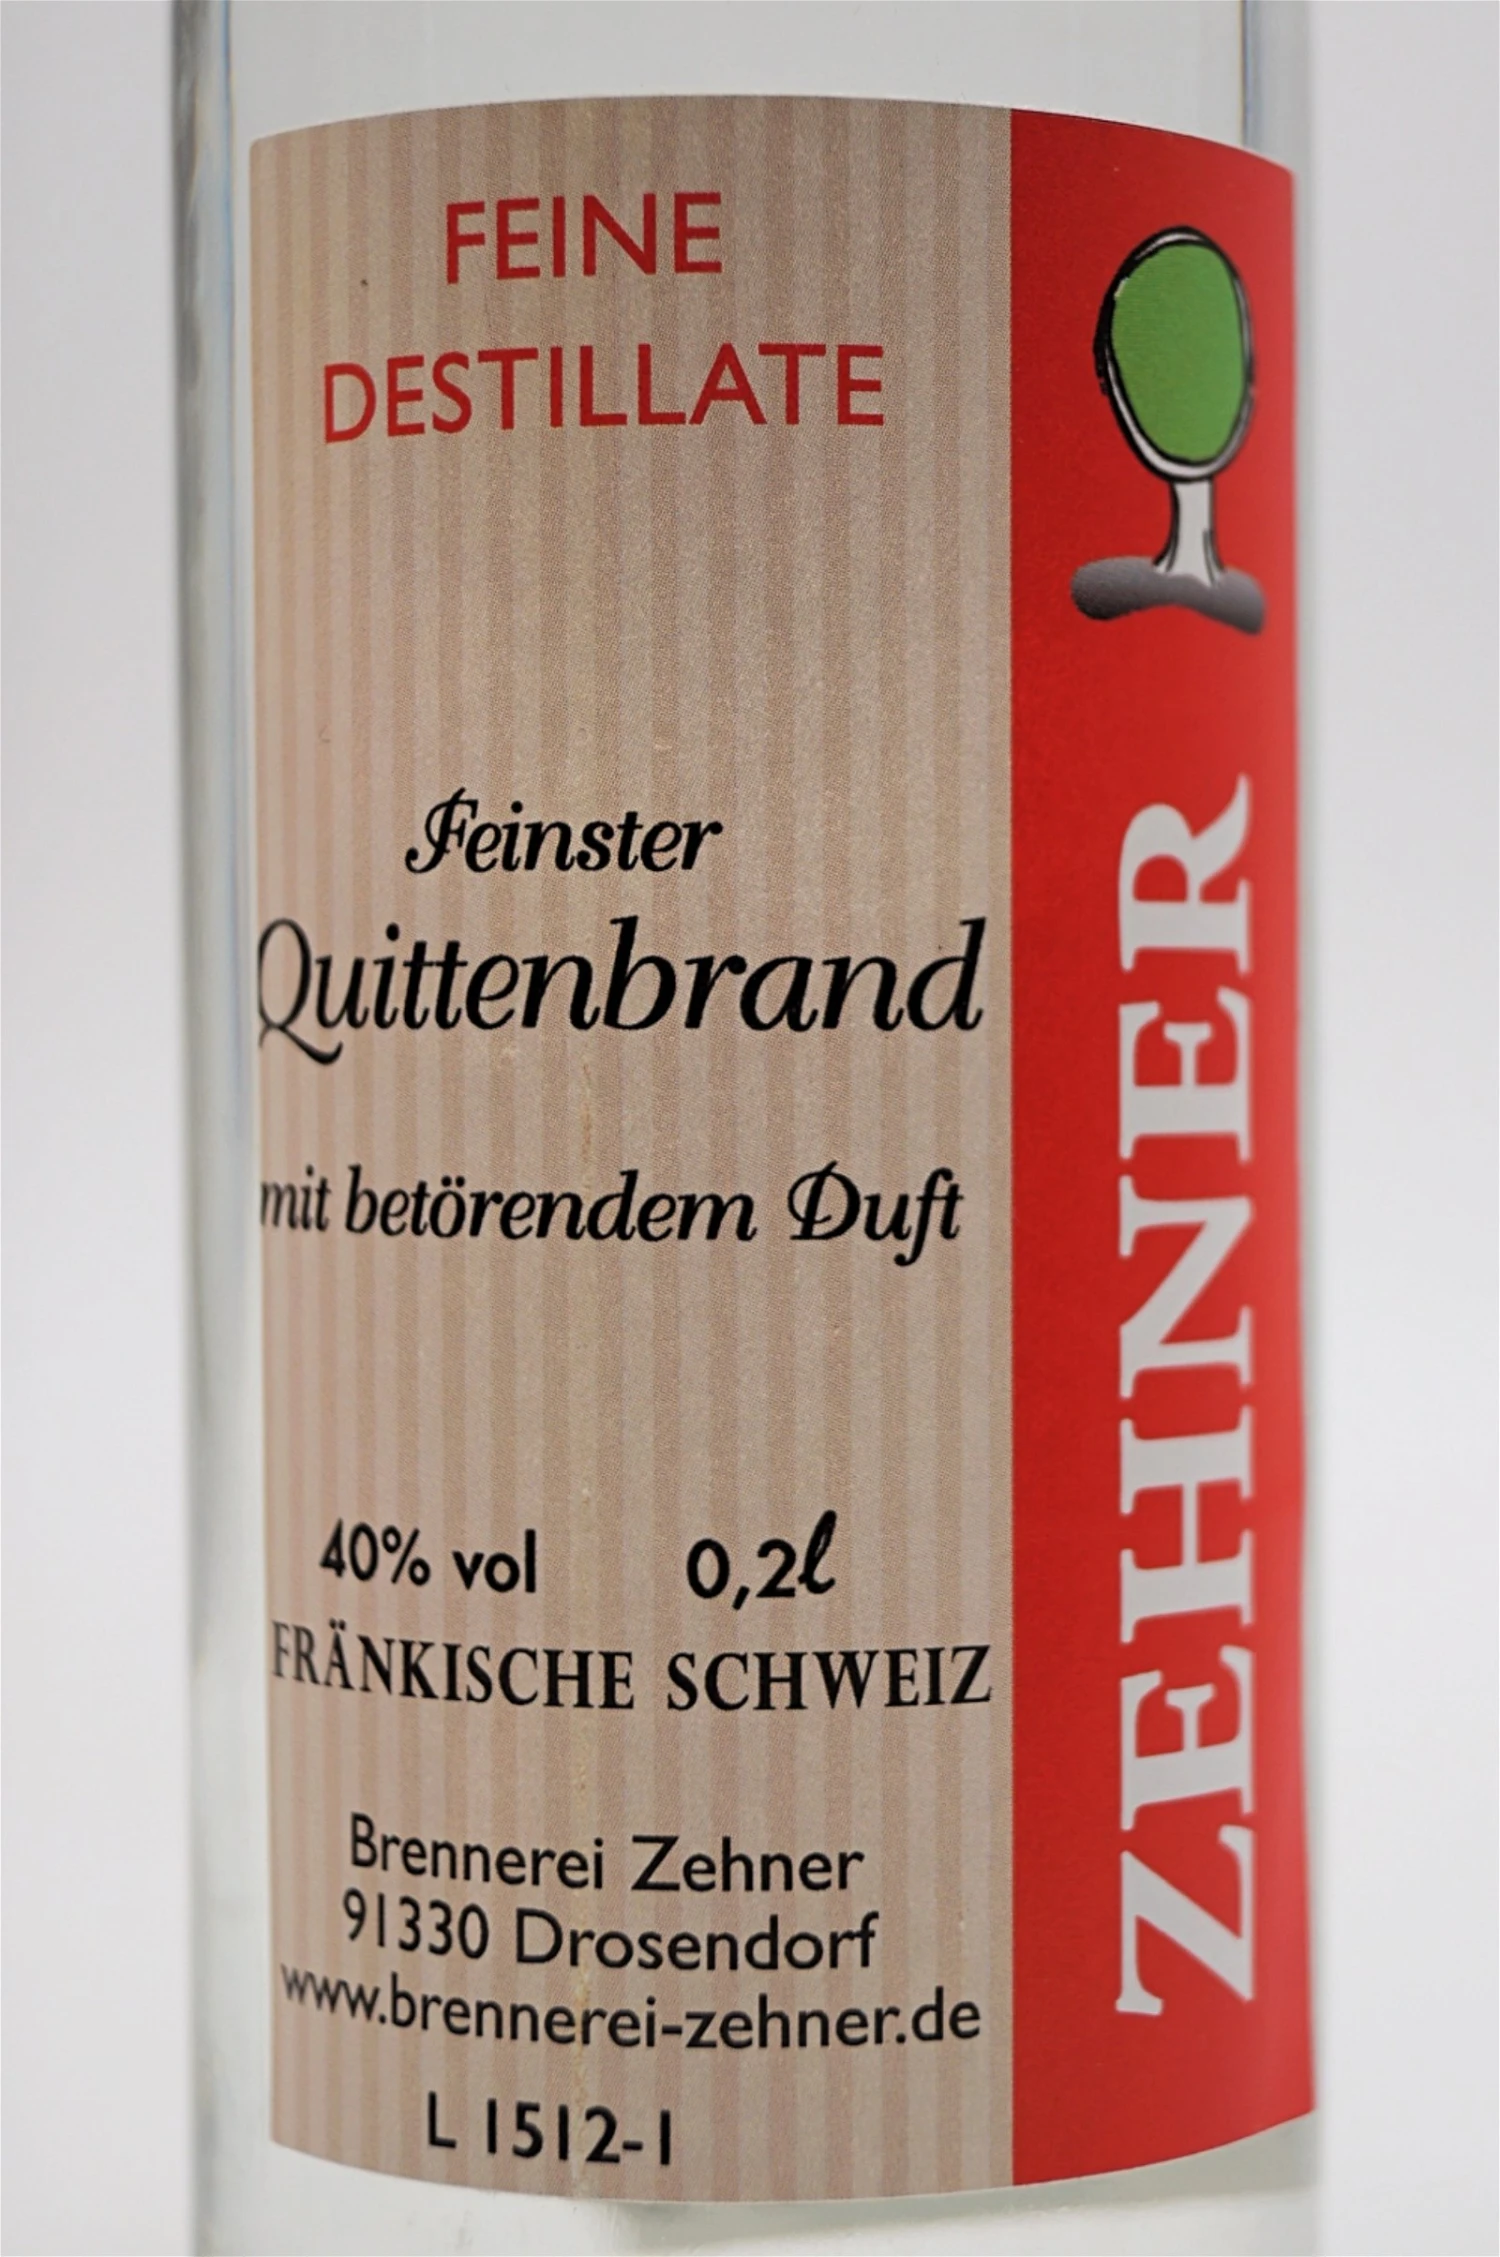 FEINE
DESTILLATE
Feinster
Quittenbrand
mit betörendem Duft
40% vol 0,2ℓ
FRÄNKISCHE SCHWEIZ
Brennerei Zehner
91330 Drosendorf
www.brennerei-zehner.de
L 1512-1
ZEHNER